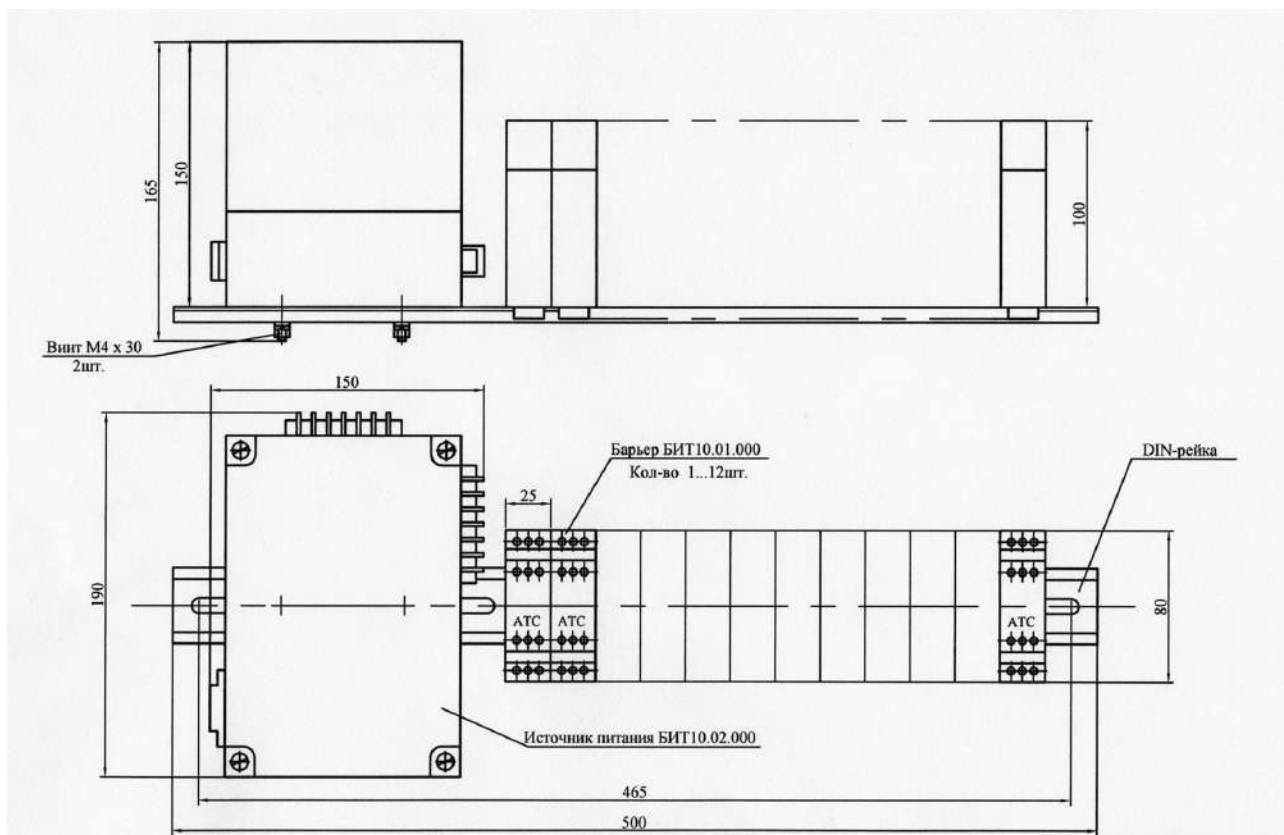 165
150
100
Винт М4 х 30
2шт.
150
Барьер БИТ10.01.000
Кол-во 1...12шт.
DIN-рейка
25
190
АТС АТС
АТС
80
Источник питания БИТ10.02.000
465
500